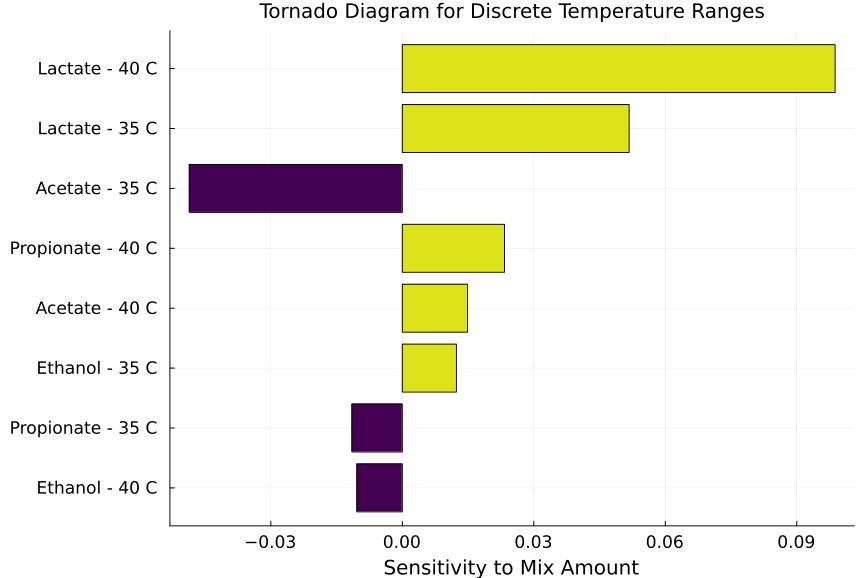 Tornado Diagram for Discrete Temperature Ranges
Lactate - 40 C
Lactate - 35 C
Acetate - 35 C
Propionate - 40 C
Acetate - 40 C
Ethanol - 35 C
Propionate - 35 C
Ethanol - 40 C
−0.03 0.00 0.03 0.06 0.09
Sensitivity to Mix Amount